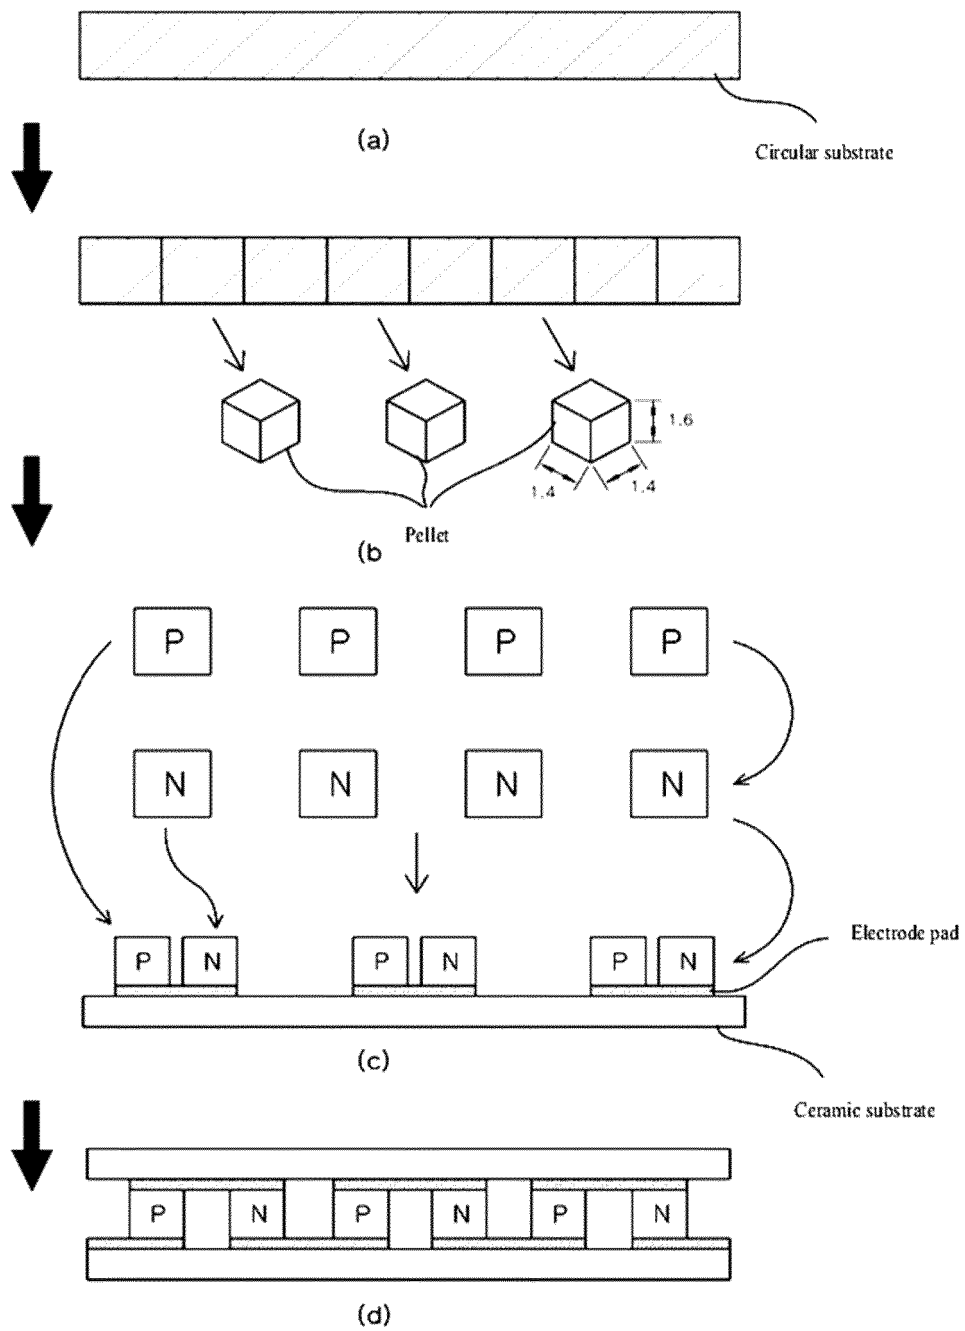 (a)
Circular substrate
1.6
1.4
1.4
Pellet
(b
P P P P
N N N N
Electrode pad
P N P N P N
(c)
Ceramic substrate
P N P N P N
(d)